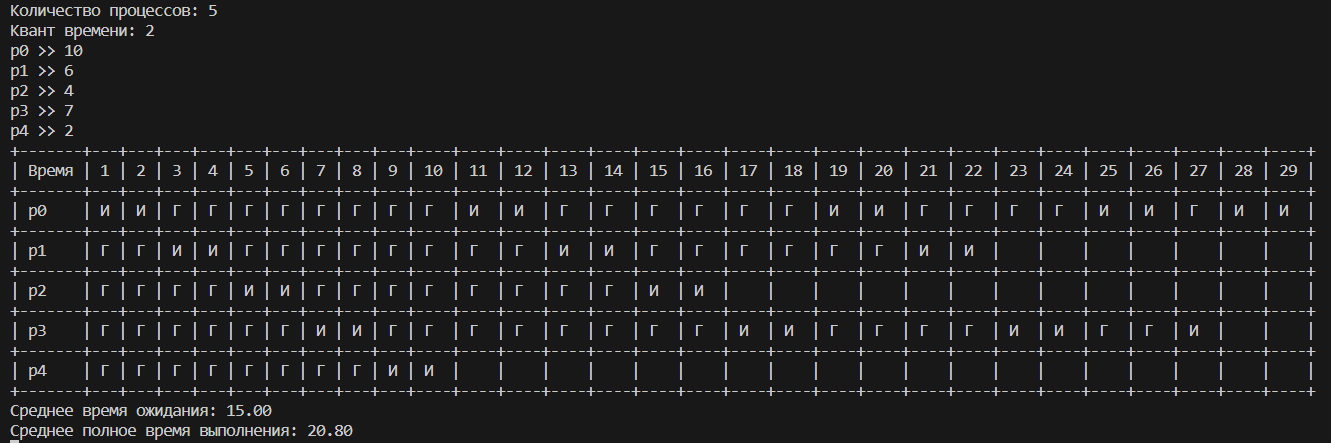 Количество процессов: 5
Квант времени: 2
p0 >> 10
p1 >> 6
p2 >> 4
p3 >> 7
p4 >> 2
+-------+---+---+---+---+---+---+---+---+---+----+----+----+----+----+----+----+----+----+----+----+----+----+----+----+----+----+----+----+----+
| Время | 1 | 2 | 3 | 4 | 5 | 6 | 7 | 8 | 9 | 10 | 11 | 12 | 13 | 14 | 15 | 16 | 17 | 18 | 19 | 20 | 21 | 22 | 23 | 24 | 25 | 26 | 27 | 28 | 29 |
+-------+---+---+---+---+---+---+---+---+---+----+----+----+----+----+----+----+----+----+----+----+----+----+----+----+----+----+----+----+----+
| p0    | И | И | Г | Г | Г | Г | Г | Г | Г | Г  | И  | И  | Г  | Г  | Г  | Г  | Г  | Г  | И  | И  | Г  | Г  | Г  | Г  | И  | И  | Г  | И  | И  |
+-------+---+---+---+---+---+---+---+---+---+----+----+----+----+----+----+----+----+----+----+----+----+----+----+----+----+----+----+----+----+
| p1    | Г | Г | И | И | Г | Г | Г | Г | Г | Г  | Г  | Г  | И  | И  | Г  | Г  | Г  | Г  | Г  | Г  | И  | И  |    |    |    |    |    |    |    |
+-------+---+---+---+---+---+---+---+---+---+----+----+----+----+----+----+----+----+----+----+----+----+----+----+----+----+----+----+----+----+
| p2    | Г | Г | Г | Г | И | И | Г | Г | Г | Г  | Г  | Г  | Г  | Г  | И  | И  |    |    |    |    |    |    |    |    |    |    |    |    |    |
+-------+---+---+---+---+---+---+---+---+---+----+----+----+----+----+----+----+----+----+----+----+----+----+----+----+----+----+----+----+----+
| p3    | Г | Г | Г | Г | Г | Г | И | И | Г | Г  | Г  | Г  | Г  | Г  | Г  | Г  | И  | И  | Г  | Г  | Г  | Г  | И  | И  | Г  | Г  | И  |    |    |
+-------+---+---+---+---+---+---+---+---+---+----+----+----+----+----+----+----+----+----+----+----+----+----+----+----+----+----+----+----+----+
| p4    | Г | Г | Г | Г | Г | Г | Г | Г | И | И  |    |    |    |    |    |    |    |    |    |    |    |    |    |    |    |    |    |    |    |
+-------+---+---+---+---+---+---+---+---+---+----+----+----+----+----+----+----+----+----+----+----+----+----+----+----+----+----+----+----+----+
Среднее время ожидания: 15.00
Среднее полное время выполнения: 20.80